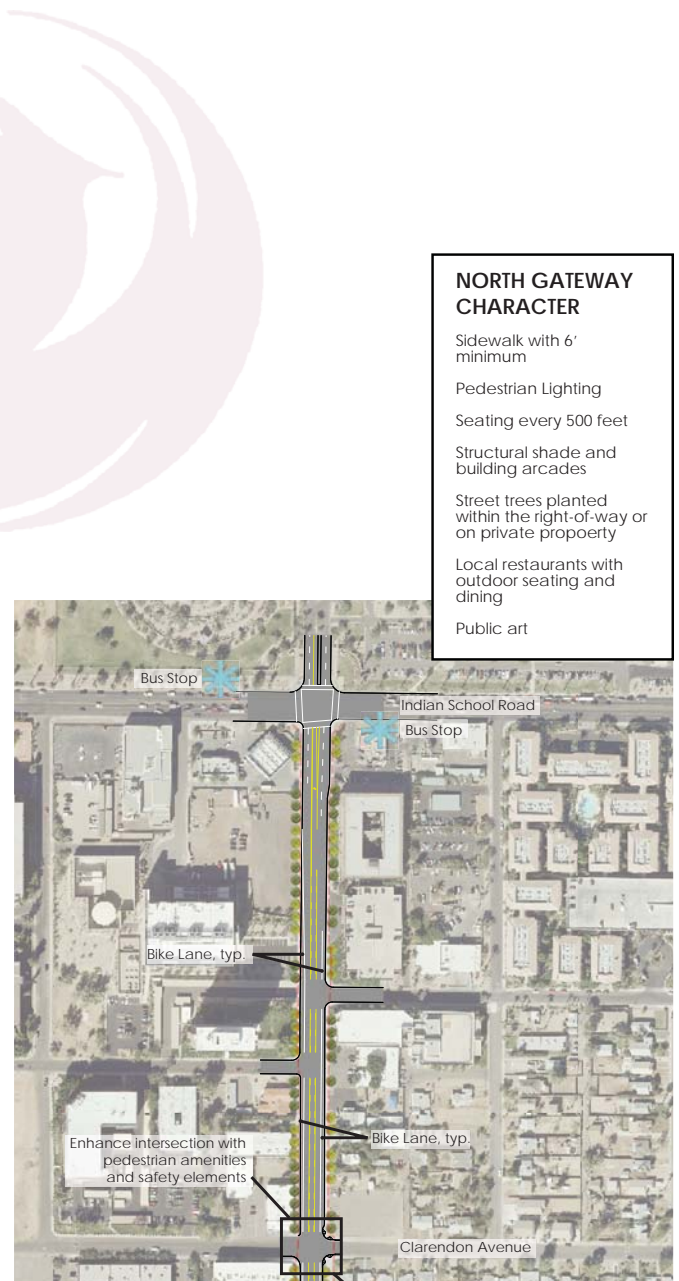 NORTH GATEWAY
CHARACTER
Sidewalk with 6'
minimum
Pedestrian Lighting
Seating every 500 feet
Structural shade and
building arcades
Street trees planted
within the right-of-way or
on private propoerty
Local restaurants with
outdoor seating and
dining
Public art
Bus Stop
Indian School Road
Bus Stop
Bike Lane, typ.
Bike Lane, typ.
Enhance intersection with
pedestrian amenities
and safety elements
Clarendon Avenue